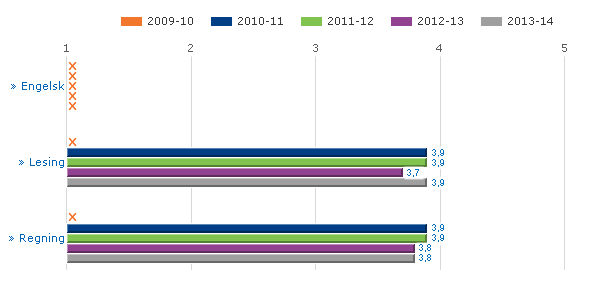 2009-10 2010-11 2011-12 2012-13 2013-14
1 2 3 4 5
» Engelsk
» Lesing
3,9
3,9
3,7
3,9
» Regning
3,9
3,9
3,8
3,8